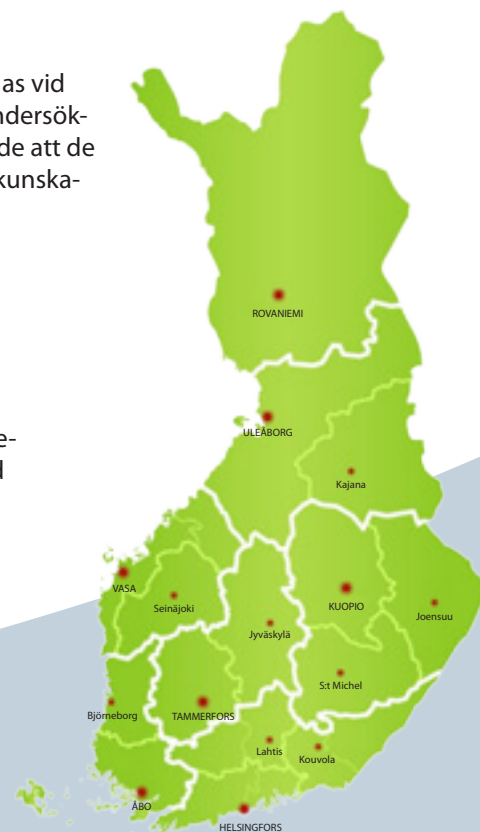 as vid
ndersök-
de att de
kunska-
ROVANIEMI
ULEÅBORG
e-
Kajana
VASA
Seinäjoki
KUOPIO
Joensuu
Jyväskylä
S:t Michel
Björneborg
TAMMERFORS
Lahtis
Kouvola
ÅBO
HELSINGFORS